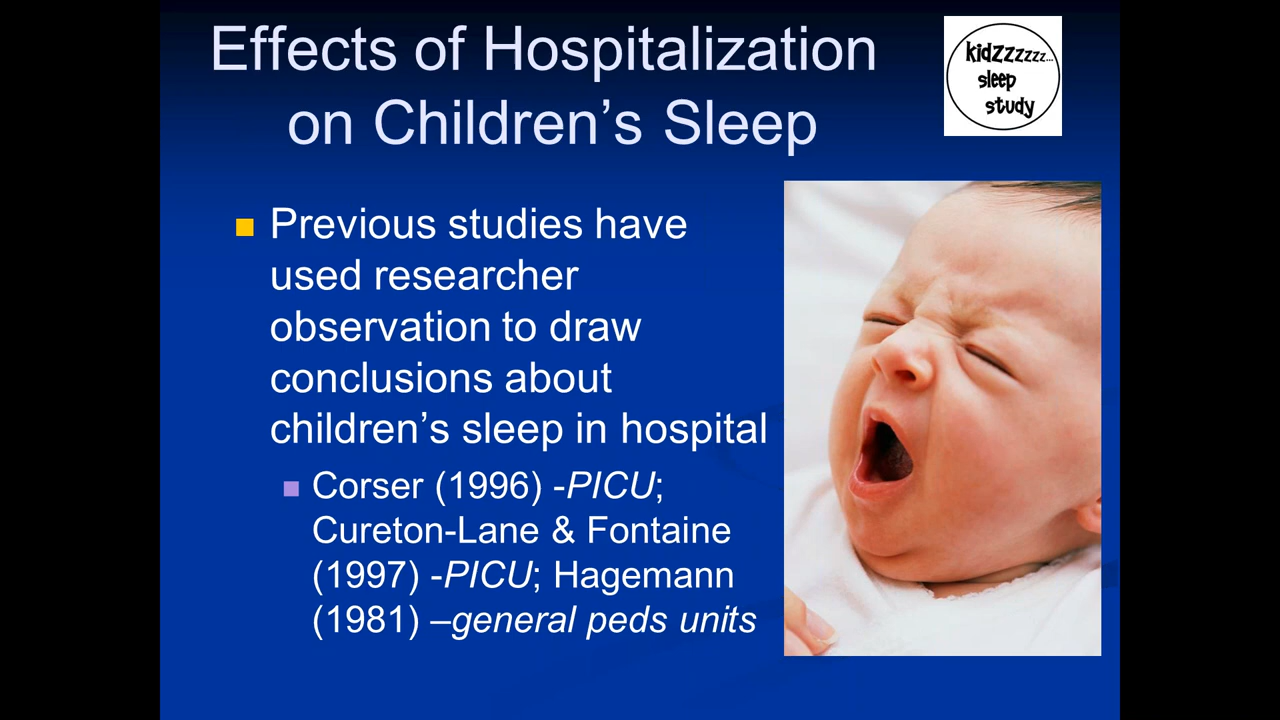 Effects of Hospitalization
on Children’s Sleep
kidzzzzzz...
sleep
study
Previous studies have
used researcher
observation to draw
conclusions about
children’s sleep in hospital
Corser (1996) -PICU;
Cureton-Lane & Fontaine
(1997) -PICU; Hagemann
(1981) –general peds units